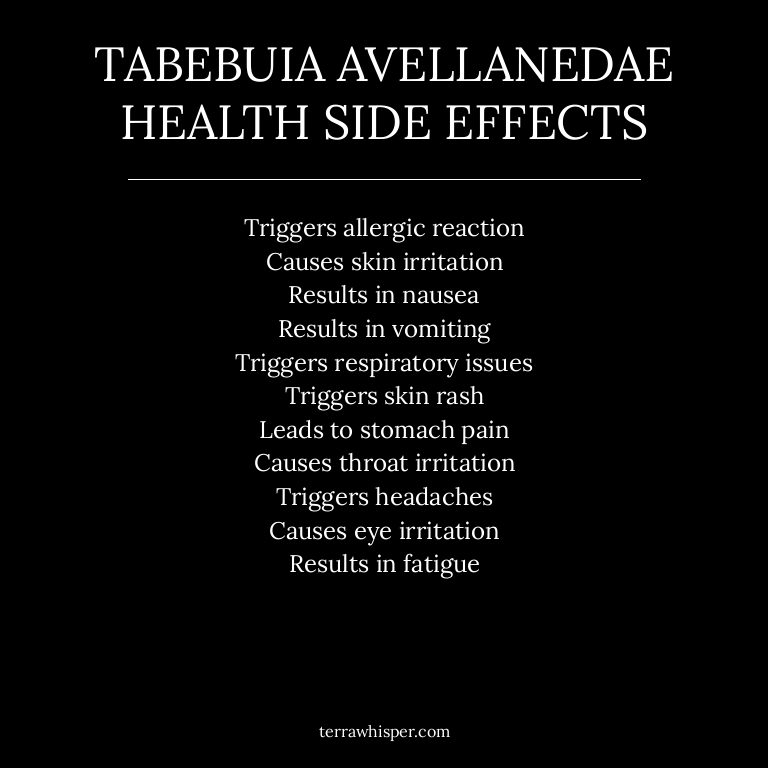 TABEBUIA AVELLANEDAE
HEALTH SIDE EFFECTS
Triggers allergic reaction
Causes skin irritation
Results in nausea
Results in vomiting
Triggers respiratory issues
Triggers skin rash
Leads to stomach pain
Causes throat irritation
Triggers headaches
Causes eye irritation
Results in fatigue
terrawhisper.com